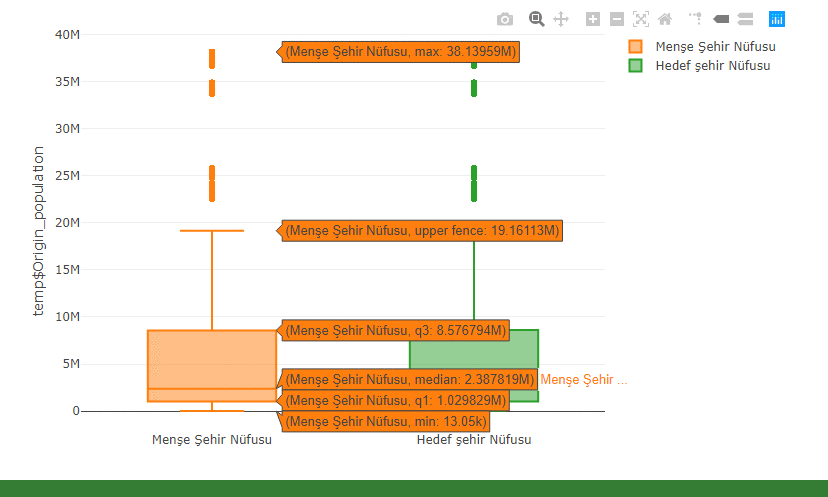 40M
35M
30M
25M
20M
15M
10M
5M
0
temp$Origin_population
(Menşe Şehir Nüfusu, max: 38.13959M)
(Menşe Şehir Nüfusu, upper fence: 19.16113M)
(Menşe Şehir Nüfusu, q3: 8.576794M)
(Menşe Şehir Nüfusu, median: 2.387819M) Menşe Şehir ...
(Menşe Şehir Nüfusu, q1: 1.029829M)
(Menşe Şehir Nüfusu, min: 13.05k)
Menşe Şehir Nüfusu
Hedef şehir Nüfusu
Menşe Şehir Nüfusu
Hedef şehir Nüfusu